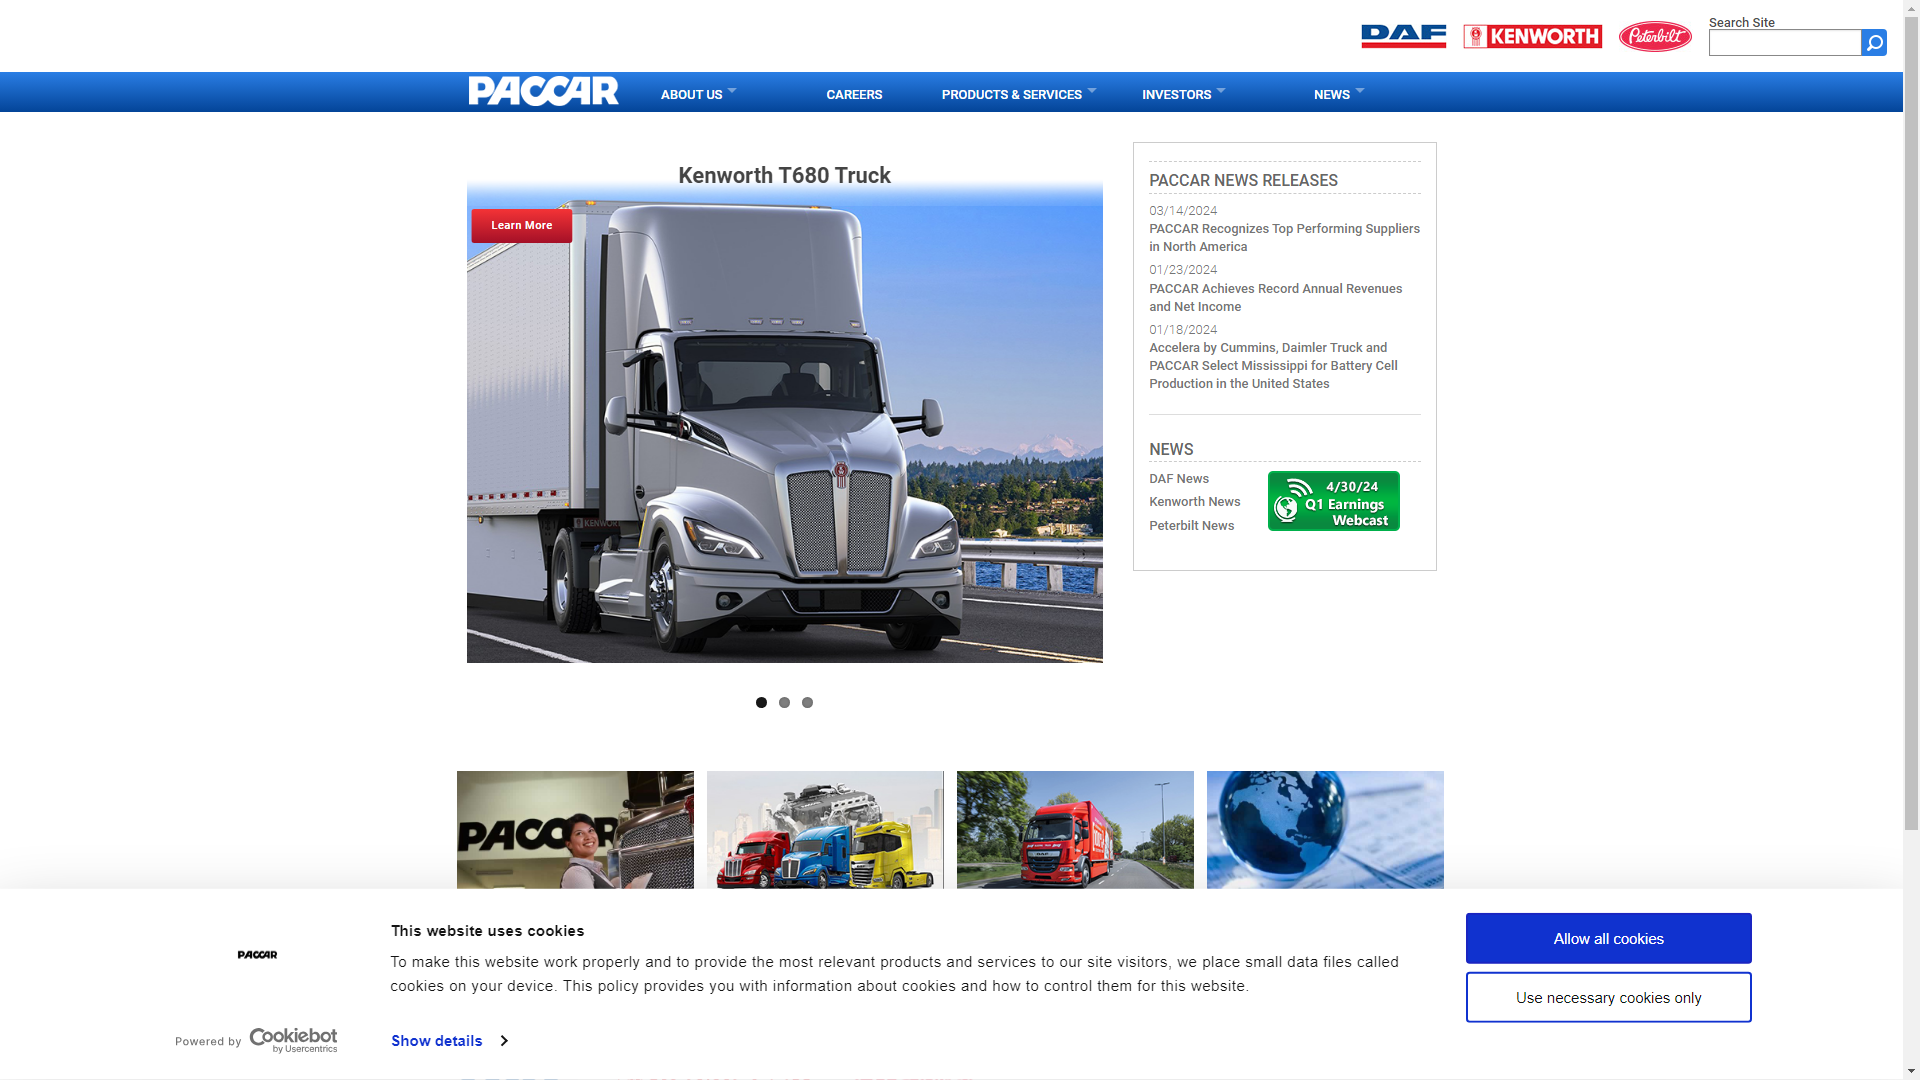 DAF
KENWORTH
Peterbilt
Search Site
PACCAR
ABOUT US
CAREERS
PRODUCTS & SERVICES
INVESTORS
NEWS
Kenworth T680 Truck
Learn More
KENWOR
PACCAR NEWS RELEASES
03/14/2024
PACCAR Recognizes Top Performing Suppliers
in North America
01/23/2024
PACCAR Achieves Record Annual Revenues
and Net Income
01/18/2024
Accelera by Cummins, Daimler Truck and
PACCAR Select Mississippi for Battery Cell
Production in the United States
NEWS
DAF News
Kenworth News
Peterbilt News
4/30/24
Q1 Earnings
Webcast
PACCAR
DAF
PACCAR
This website uses cookies
To make this website work properly and to provide the most relevant products and services to our site visitors, we place small data files called
cookies on your device. This policy provides you with information about cookies and how to control them for this website.
Show details
Powered by
Cookiebot
by Usercentrics
Allow all cookies
Use necessary cookies only